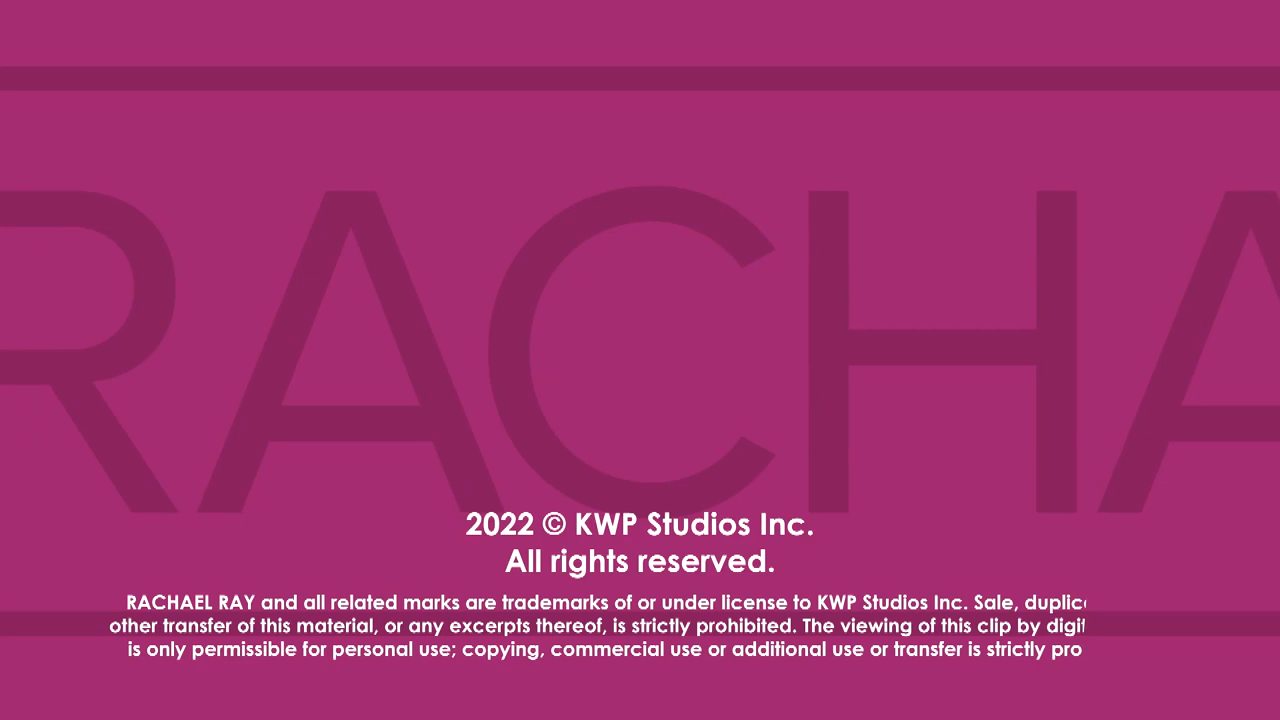 RACHA
2022 © KWP Studios Inc.
All rights reserved.
RACHAEL RAY and all related marks are trademarks of or under license to KWP Studios Inc. Sale,
other transfer of this material, or any excerpts thereof, is strictly prohibited. The viewing of this clip by
is only permissible for personal use; copying, commercial use or additional use or transfer is strictly